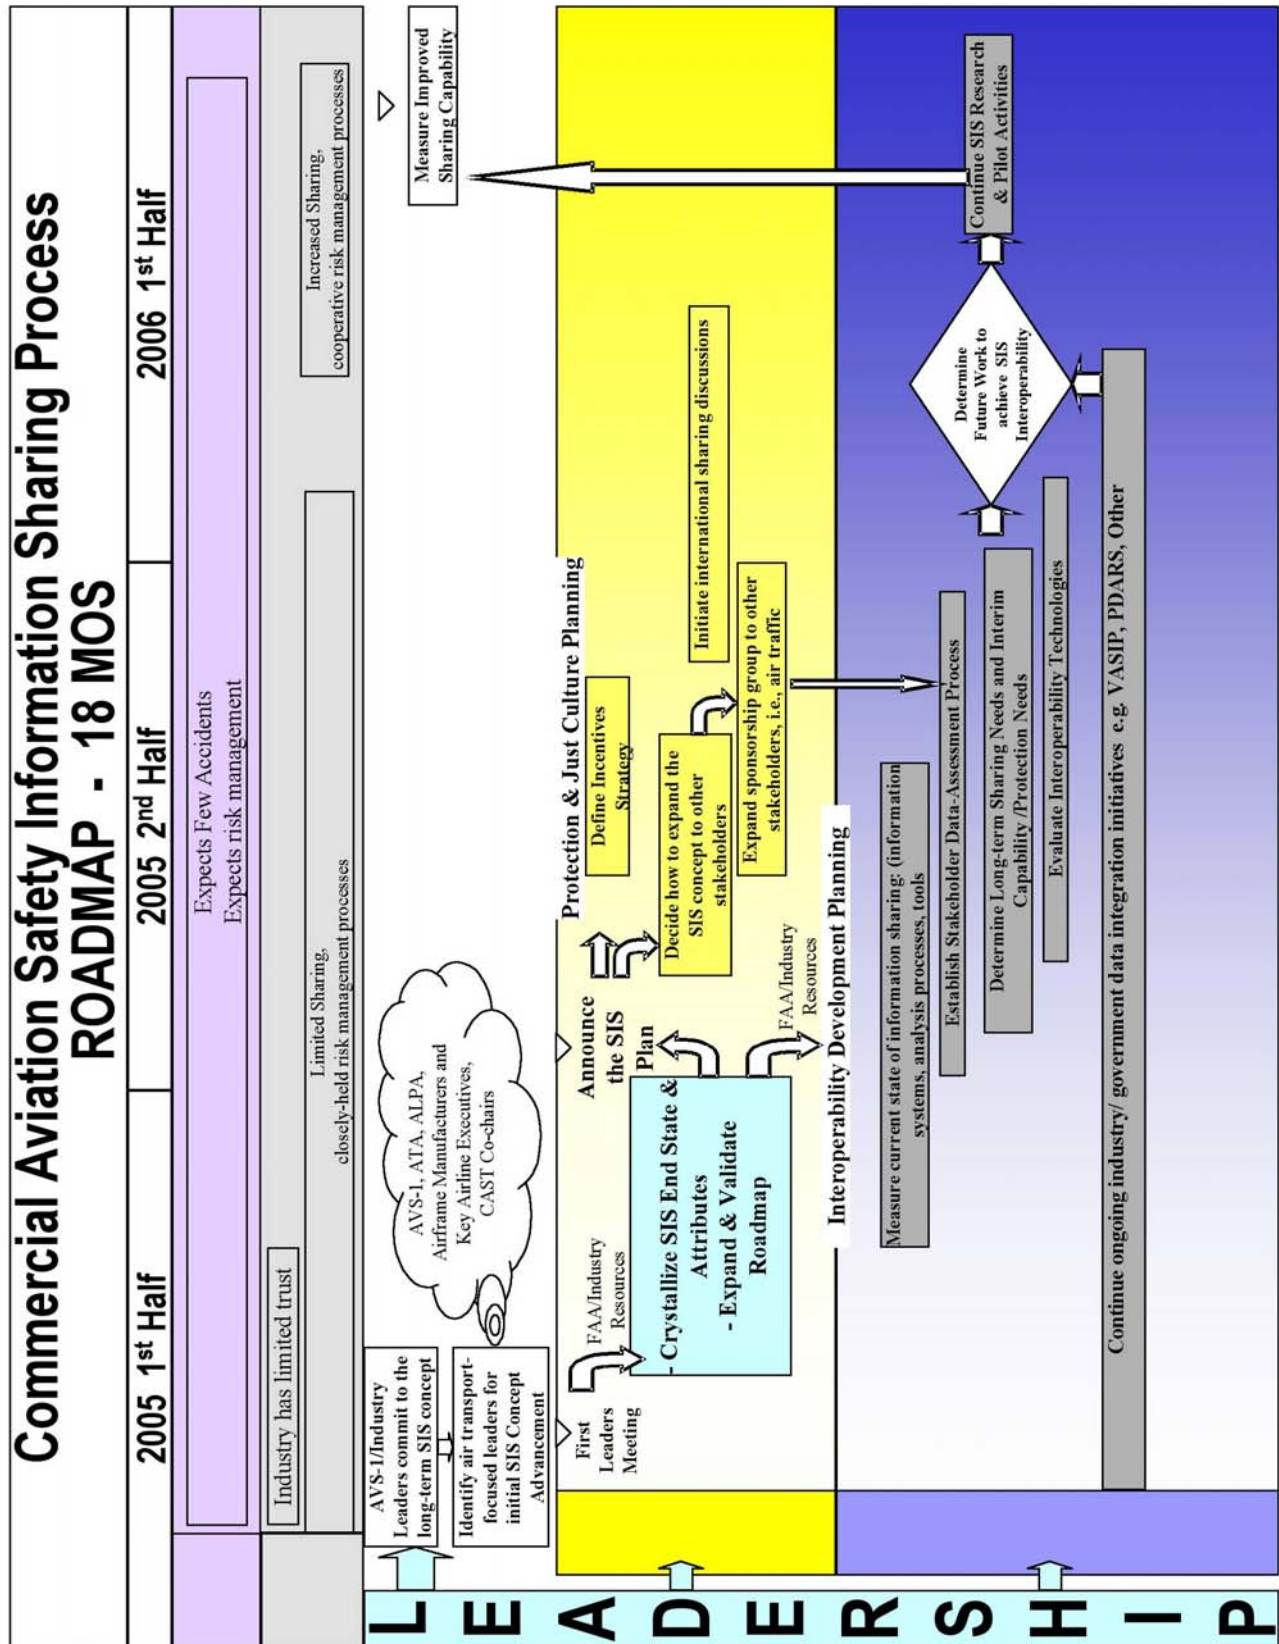 Commercial Aviation Safety Information Sharing Process
ROADMAP - 18 MOS
2005 1st Half
2005 2nd Half
2006 1st Half
Expects Few Accidents
Expects risk management
Industry has limited trust
Limited Sharing,
closely-held risk management processes
Increased Sharing,
cooperative risk management processes
LEADERSHIP
AVS-1/Industry
Leaders commit to the
long-term SIS concept
Identify air transport-
focused leaders for
initial SIS Concept
Advancement
AVS-1, ATA, ALPA,
Airframe Manufacturers and
Key Airline Executives,
CAST Co-chairs
Measure Improved
Sharing Capability
First
Leaders
Meeting
FAA/Industry
Resources
- Crystallize SIS End State &
Attributes
- Expand & Validate
Roadmap
Announce
the SIS
Plan
FAA/Industry
Resources
Protection & Just Culture Planning
Define Incentives
Strategy
Decide how to expand the
SIS concept to other
stakeholders
Initiate international sharing discussions
Expand sponsorship group to other
stakeholders, i.e., air traffic
Interoperability Development Planning
Measure current state of information sharing: (information
systems, analysis processes, tools
Establish Stakeholder Data-Assessment Process
Determine Long-term Sharing Needs and Interim
Capability /Protection Needs
Evaluate Interoperability Technologies
Continue ongoing industry/ government data integration initiatives e.g. VASIP, PDARS, Other
Determine
Future Work to
achieve SIS
Interoperability
Continue SIS Research
& Pilot Activities